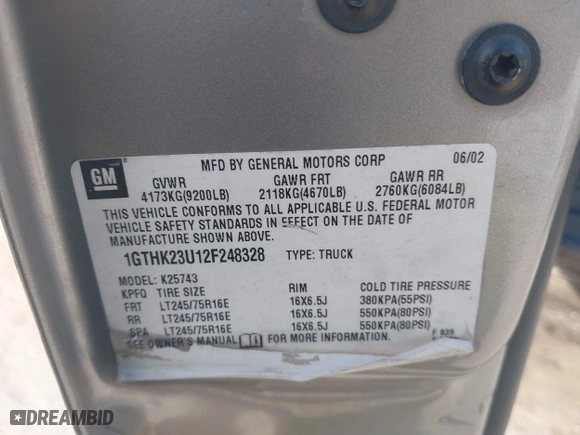 GM
MFD BY GENERAL MOTORS CORP 06/02
GVWR GAWR FRT GAWR RR
4173KG(9200LB) 2118KG(4670LB) 2760KG(6084LB)
THIS VEHICLE CONFORMS TO ALL APPLICABLE U.S. FEDERAL MOTOR
VEHICLE SAFETY STANDARDS IN EFFECT ON THE DATE OF
MANUFACTURE SHOWN ABOVE.
1GTHK23U12F248328 TYPE: TRUCK
MODEL: K25743
KPFQ TIRE SIZE RIM COLD TIRE PRESSURE
FRT LT245/75R16E 16X6.5J 380KPA(55PSI)
RR LT245/75R16E 16X6.5J 550KPA(80PSI)
SPA LT245/75R16E 16X6.5J 550KPA(80PSI)
SEE OWNER'S MANUAL FOR MORE INFORMATION. F 839
DREAMBID